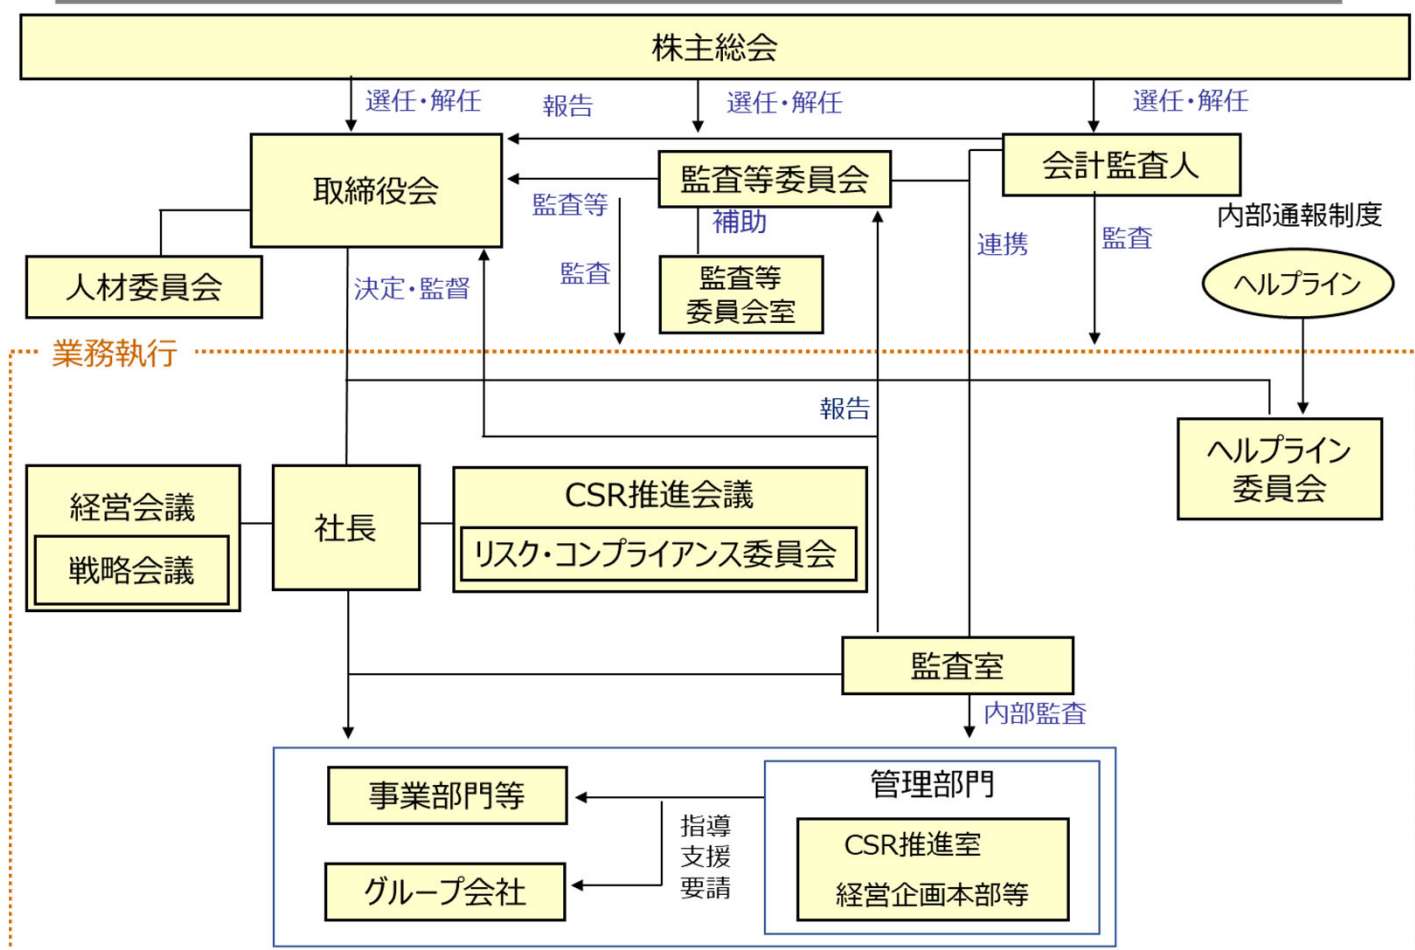 株主総会
選任・解任
報告
選任・解任
選任・解任
取締役会
監査等委員会
会計監査人
監査等
補助
連携
監査
内部通報制度
人材委員会
決定・監督
監査
監査等
委員会室
ヘルプライン
業務執行
報告
ヘルプライン
委員会
経営会議
戦略会議
社長
CSR推進会議
リスク・コンプライアンス委員会
監査室
内部監査
事業部門等
管理部門
指導
支援
要請
CSR推進室
経営企画本部等
グループ会社